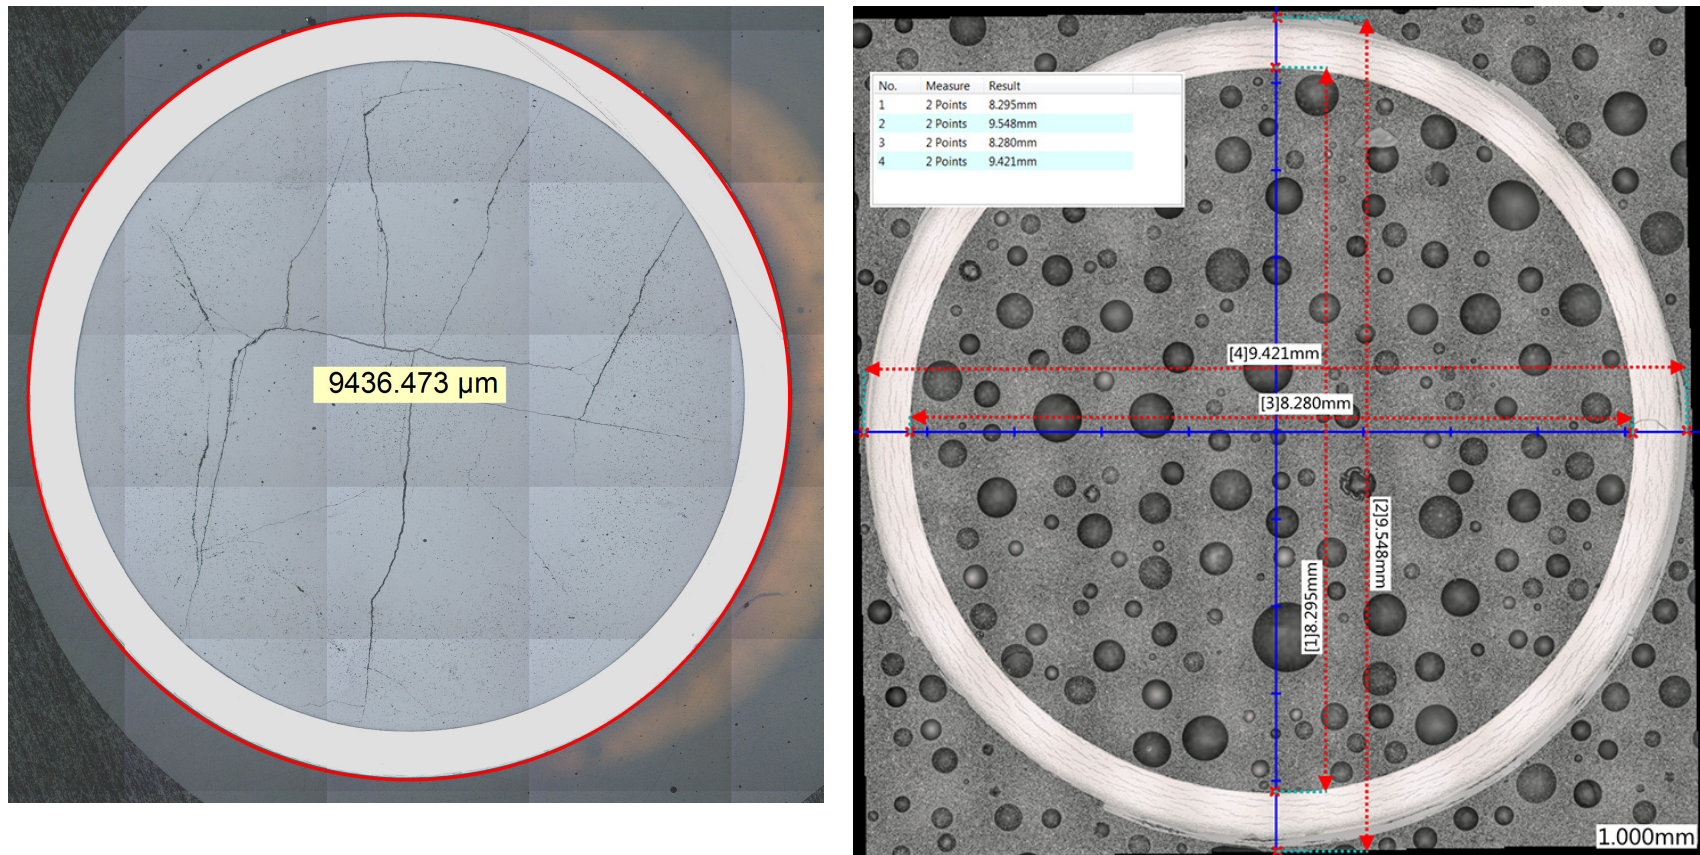 9436.473 µm
No. Measure Result
1 2 Points 8.295mm
2 2 Points 9.548mm
3 2 Points 8.280mm
4 2 Points 9.421mm
[4]9.421mm
[3]8.280mm
[2]9.548mm
[1]8.295mm
1.000mm